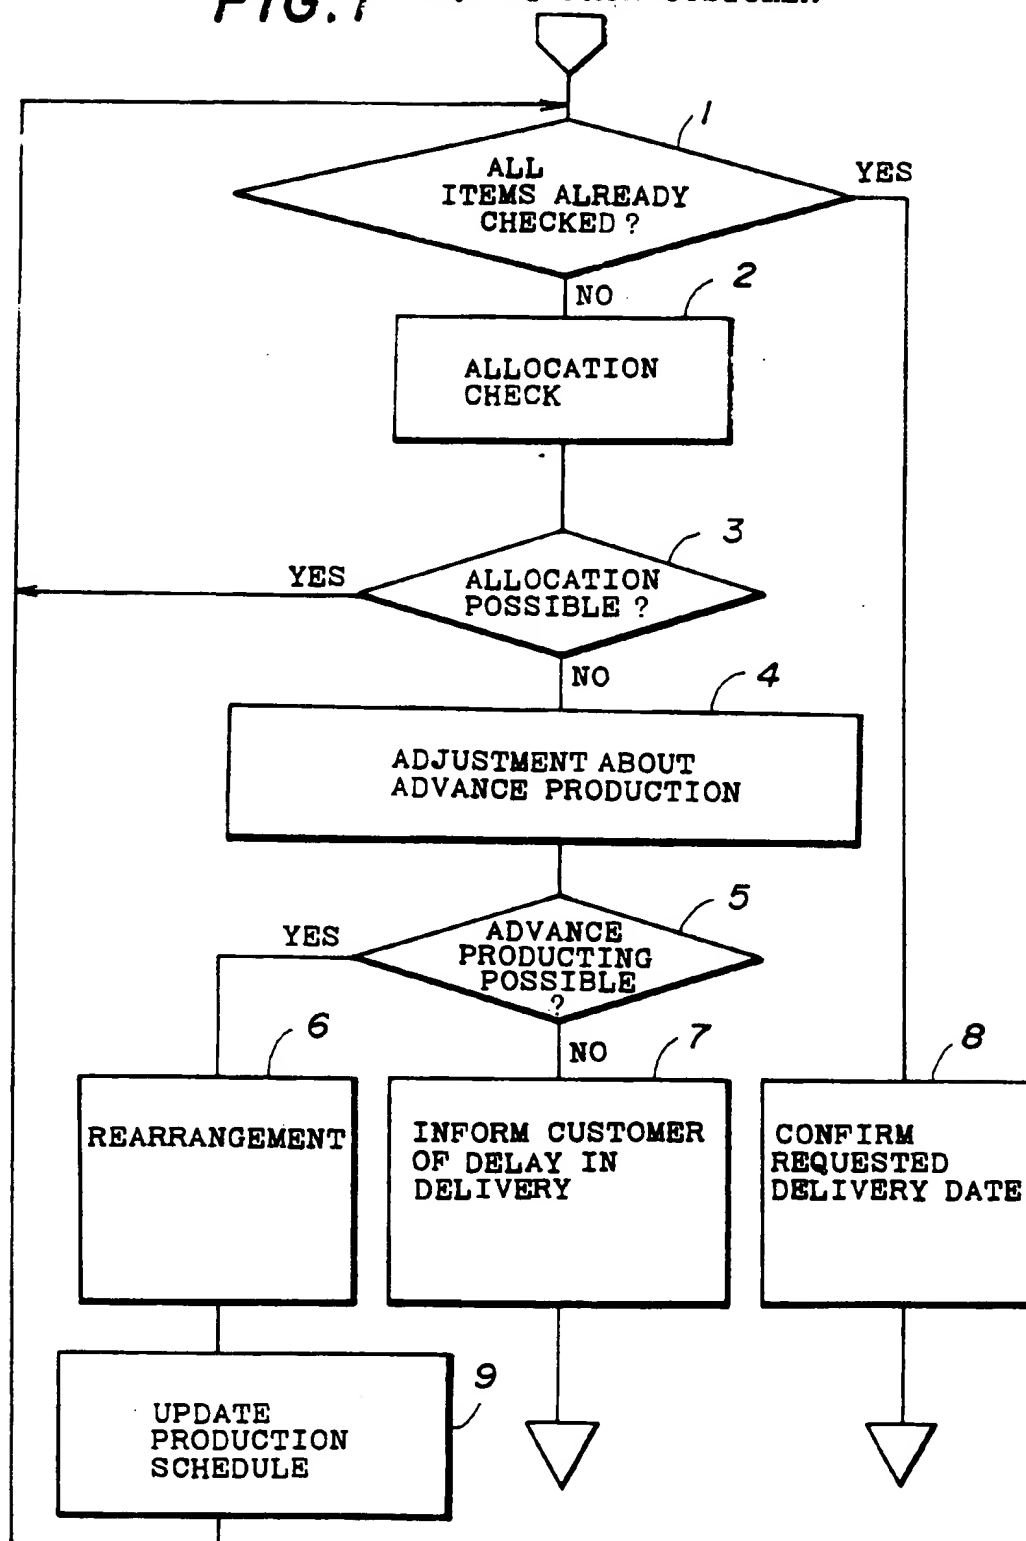 FIG. 1
CUSTOMER
1
ALL
ITEMS ALREADY
CHECKED ?
YES
NO
2
ALLOCATION
CHECK
3
YES
ALLOCATION
POSSIBLE ?
NO
4
ADJUSTMENT ABOUT
ADVANCE PRODUCTION
5
YES
ADVANCE
PRODUCTING
POSSIBLE
?
NO
6
7
8
REARRANGEMENT
INFORM CUSTOMER
OF DELAY IN
DELIVERY
CONFIRM
REQUESTED
DELIVERY DATE
9
UPDATE
PRODUCTION
SCHEDULE